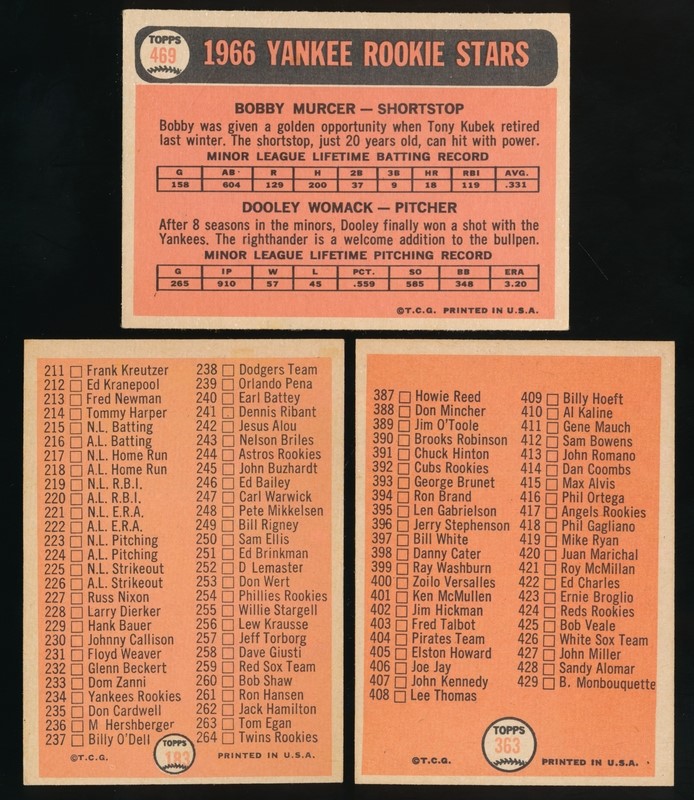 TOPPS
469
1966 YANKEE ROOKIE STARS
BOBBY MURCER — SHORTSTOP
Bobby was given a golden opportunity when Tony Kubek retired
last winter. The shortstop, just 20 years old, can hit with power.
MINOR LEAGUE LIFETIME BATTING RECORD
G AB R H 2B 3B HR RBI AVG.
158 604 129 200 37 9 18 119 .331
DOOLEY WOMACK — PITCHER
After 8 seasons in the minors, Dooley finally won a shot with the
Yankees. The righthander is a welcome addition to the bullpen.
MINOR LEAGUE LIFETIME PITCHING RECORD
G IP W L PCT. SO BB ERA
265 910 57 45 .559 585 348 3.20
©T.C.G. PRINTED IN U.S.A.
211 Frank Kreutzer
212 Ed Kranepool
213 Fred Newman
214 Tommy Harper
215 N.L. Batting
216 A.L. Batting
217 N.L. Home Run
218 A.L. Home Run
219 N.L. R.B.I.
220 A.L. R.B.I.
221 N.L. E.R.A.
222 A.L. E.R.A.
223 N.L. Pitching
224 A.L. Pitching
225 N.L. Strikeout
226 A.L. Strikeout
227 Russ Nixon
228 Larry Dierker
229 Hank Bauer
230 Johnny Callison
231 Floyd Weaver
232 Glenn Beckert
233 Dom Zanni
234 Yankees Rookies
235 Don Cardwell
236 M Hershberger
237 Billy O'Dell
238 Dodgers Team
239 Orlando Pena
240 Earl Battey
241 Dennis Ribant
242 Jesus Alou
243 Nelson Briles
244 Astros Rookies
245 John Buzhardt
246 Ed Bailey
247 Carl Warwick
248 Pete Mikkelsen
249 Bill Rigney
250 Sam Ellis
251 Ed Brinkman
252 D Lemaster
253 Don Wert
254 Phillies Rookies
255 Willie Stargell
256 Lew Krausse
257 Jeff Torborg
258 Dave Giusti
259 Red Sox Team
260 Bob Shaw
261 Ron Hansen
262 Jack Hamilton
263 Tom Egan
264 Twins Rookies
©T.C.G.
TOPPS
183
PRINTED IN U.S.A.
387 Howie Reed
388 Don Mincher
389 Jim O'Toole
390 Brooks Robinson
391 Chuck Hinton
392 Cubs Rookies
393 George Brunet
394 Ron Brand
395 Len Gabrielson
396 Jerry Stephenson
397 Bill White
398 Danny Cater
399 Ray Washburn
400 Zoilo Versalles
401 Ken McMullen
402 Jim Hickman
403 Fred Talbot
404 Pirates Team
405 Elston Howard
406 Joe Jay
407 John Kennedy
408 Lee Thomas
409 Billy Hoeft
410 Al Kaline
411 Gene Mauch
412 Sam Bowens
413 John Romano
414 Dan Coombs
415 Max Alvis
416 Phil Ortega
417 Angels Rookies
418 Phil Gagliano
419 Mike Ryan
420 Juan Marichal
421 Roy McMillan
422 Ed Charles
423 Ernie Broglio
424 Reds Rookies
425 Bob Veale
426 White Sox Team
427 John Miller
428 Sandy Alomar
429 B. Monbouquette
©T.C.G.
TOPPS
363
PRINTED IN U.S.A.